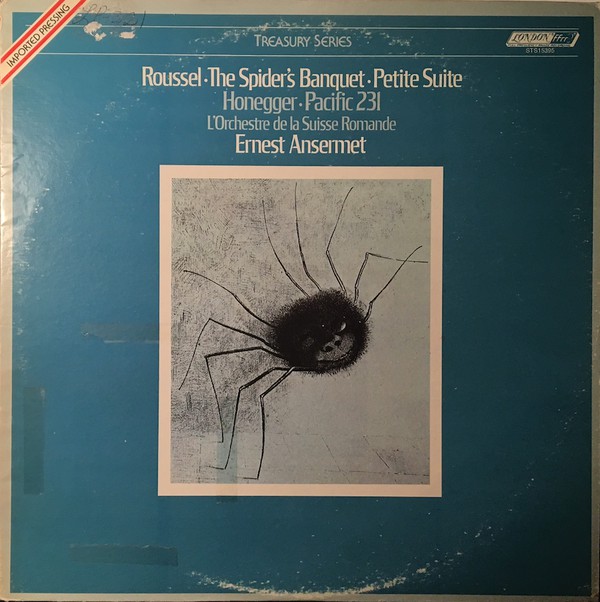 IMPORTED PRESSING
TREASURY SERIES
LONDON ffrr
STS15395
Roussel·The Spider's Banquet·Petite Suite
Honegger·Pacific 231
L'Orchestre de la Suisse Romande
Ernest Ansermet